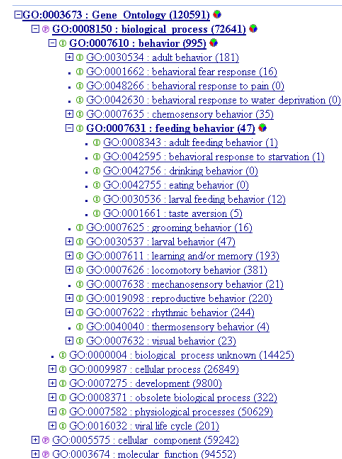 GO:0003673 : Gene_Ontology (120591)
GO:0008150 : biological_process (72641)
GO:0007610 : behavior (995)
GO:0030534 : adult behavior (181)
GO:0001662 : behavioral fear response (16)
GO:0048266 : behavioral response to pain (0)
GO:0042630 : behavioral response to water deprivation (0)
GO:0007635 : chemosensory behavior (35)
GO:0007631 : feeding behavior (47)
GO:0008343 : adult feeding behavior (1)
GO:0042595 : behavioral response to starvation (1)
GO:0042756 : drinking behavior (0)
GO:0042755 : eating behavior (0)
GO:0030536 : larval feeding behavior (12)
GO:0001661 : taste aversion (5)
GO:0007625 : grooming behavior (16)
GO:0030537 : larval behavior (47)
GO:0007611 : learning and/or memory (193)
GO:0007626 : locomotory behavior (381)
GO:0007638 : mechanosensory behavior (21)
GO:0019098 : reproductive behavior (220)
GO:0007622 : rhythmic behavior (244)
GO:0040040 : thermosensory behavior (4)
GO:0007632 : visual behavior (23)
GO:0000004 : biological_process unknown (14425)
GO:0009987 : cellular process (26849)
GO:0007275 : development (9800)
GO:0008371 : obsolete biological process (322)
GO:0007582 : physiological processes (50629)
GO:0016032 : viral life cycle (201)
GO:0005575 : cellular_component (59242)
GO:0003674 : molecular_function (94552)